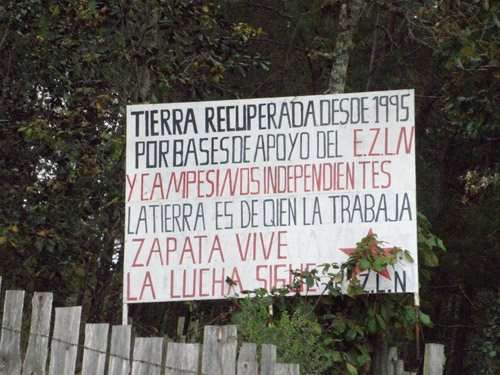 TIERRA RECUPERADA DESDE 1995
POR BASES DE APOYO DEL E.Z.L.N
Y CAMPESINOS INDEPENDIENTES
LA TIERRA ES DE QIEN LA TRABAJA
ZAPATA VIVE
LA LUCHA SIGUE E.Z.L.N